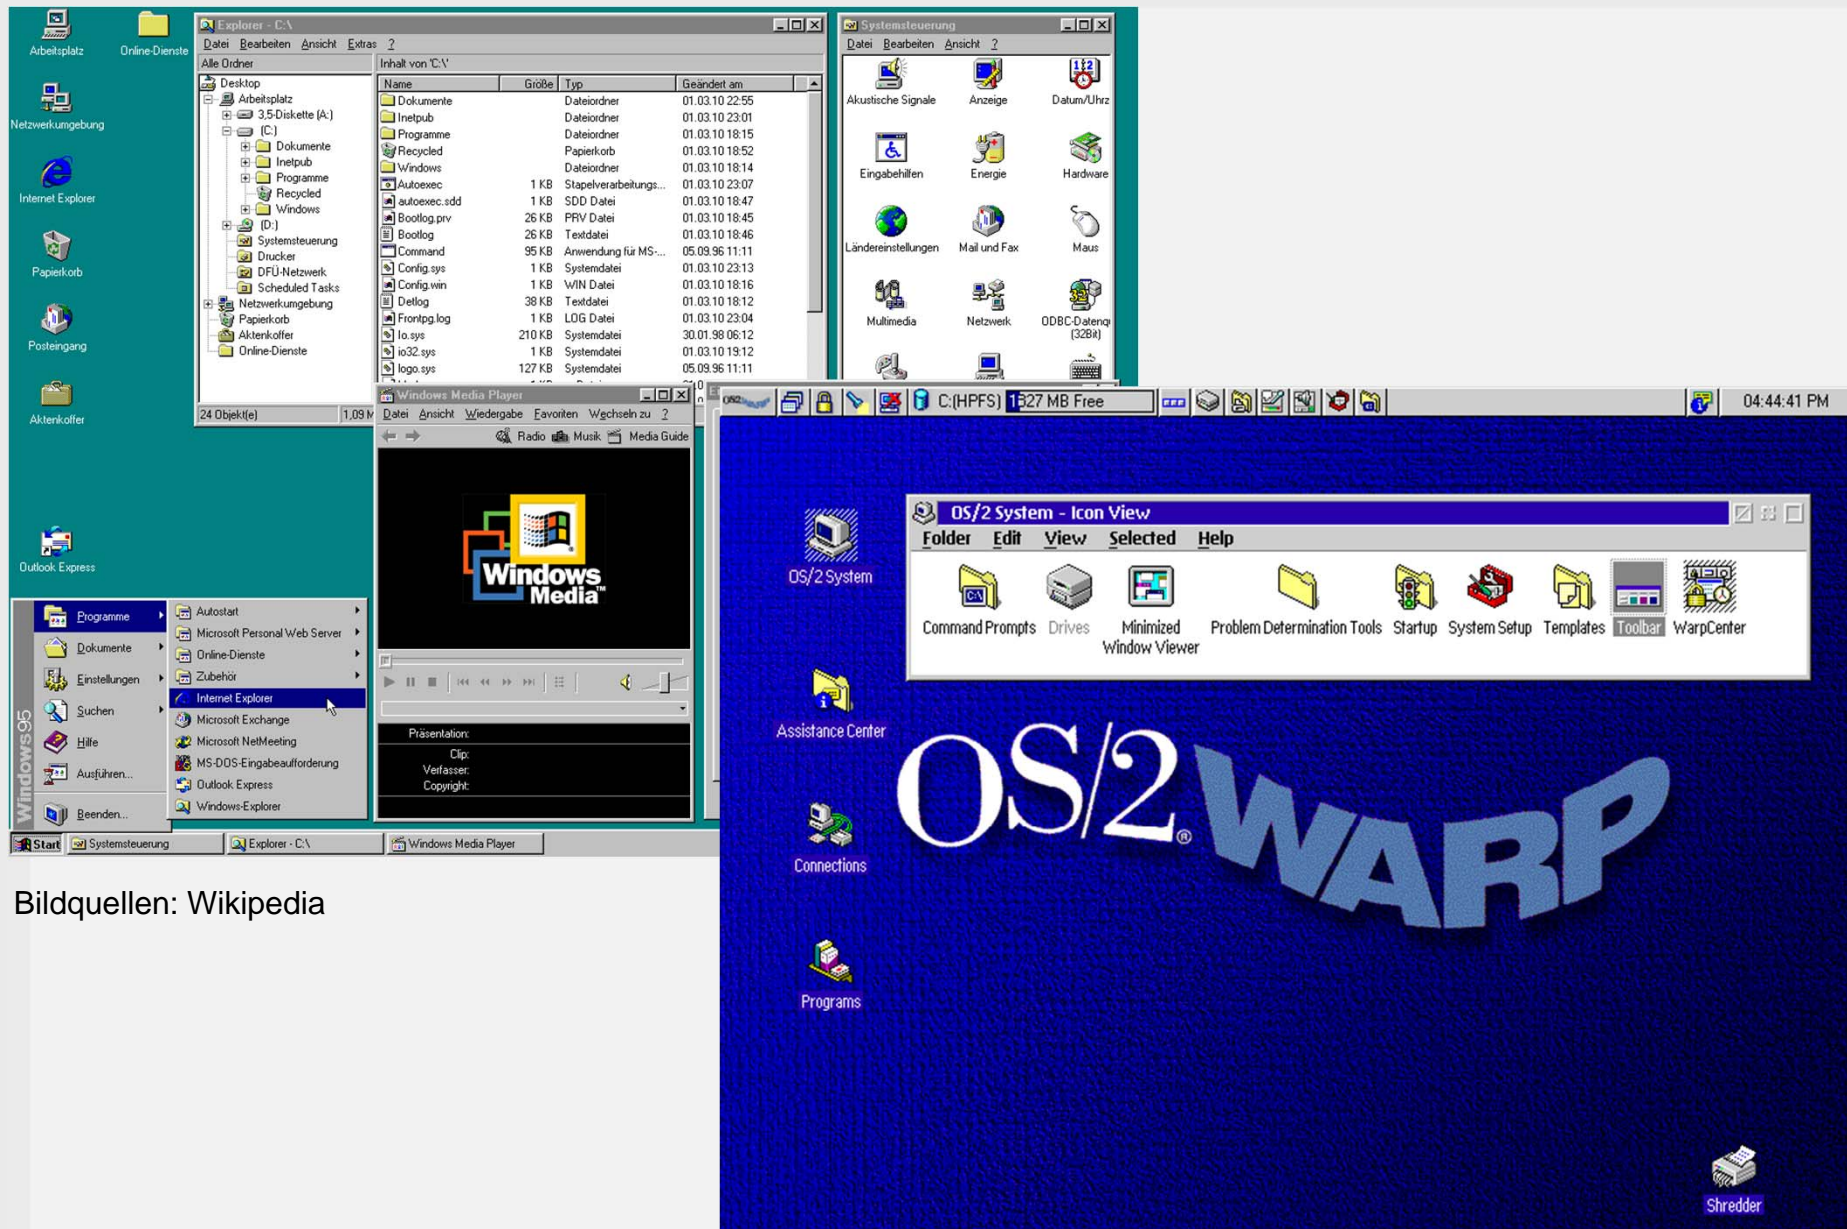 Arbeitsplatz
Online-Dienste
Netzwerkumgebung
Internet Explorer
Papierkorb
Posteingang
Aktenkoffer
Outlook Express
Explorer - C:\
Datei Bearbeiten Ansicht Extras ?
Alle Ordner
Inhalt von 'C:\'
Desktop
Arbeitsplatz
3,5-Diskette (A:)
(C:)
Dokumente
Inetpub
Programme
Recycled
Windows
(D:)
Systemsteuerung
Drucker
DFÜ-Netzwerk
Scheduled Tasks
Netzwerkumgebung
Papierkorb
Aktenkoffer
Online-Dienste
Name Größe Typ Geändert am
Dokumente Dateiordner 01.03.10 22:55
Inetpub Dateiordner 01.03.10 23:01
Programme Dateiordner 01.03.10 18:15
Recycled Papierkorb 01.03.10 18:52
Windows Dateiordner 01.03.10 18:14
Autoexec 1 KB Stapelverarbeitungs... 01.03.10 23:07
autoexec.sdd 1 KB SDD Datei 01.03.10 18:47
Bootlog.prv 26 KB PRV Datei 01.03.10 18:45
Bootlog 26 KB Textdatei 01.03.10 18:46
Command 95 KB Anwendung für MS-... 05.09.96 11:11
Config.sys 1 KB Systemdatei 01.03.10 23:13
Config.win 1 KB WIN Datei 01.03.10 18:16
Detlog 38 KB Textdatei 01.03.10 18:12
Frontpg.log 1 KB LOG Datei 01.03.10 23:04
Io.sys 210 KB Systemdatei 30.01.98 06:12
io32.sys 1 KB Systemdatei 01.03.10 19:12
logo.sys 127 KB Systemdatei 05.09.96 11:11
24 Objekt(e)
1,09 M
Systemsteuerung
Datei Bearbeiten Ansicht ?
Akustische Signale Anzeige Datum/Uhrz
Eingabehilfen Energie Hardware
Ländereinstellungen Mail und Fax Maus
Multimedia Netzwerk ODBC-Datenq
(32Bit)
Windows Media Player
Datei Ansicht Wiedergabe Favoriten Wechseln zu ?
Radio Musik Media Guide
Windows
Media™
Präsentation:
Clip:
Verfasser:
Copyright:
Windows95
Programme
Dokumente
Einstellungen
Suchen
Hilfe
Ausführen...
Beenden...
Autostart
Microsoft Personal Web Server
Online-Dienste
Zubehör
Internet Explorer
Microsoft Exchange
Microsoft NetMeeting
MS-DOS-Eingabeaufforderung
Outlook Express
Windows-Explorer
Start Systemsteuerung Explorer - C:\ Windows Media Player
Bildquellen: Wikipedia
OS/2 C:(HPFS) 1327 MB Free 04:44:41 PM
OS/2 System - Icon View
Folder Edit View Selected Help
Command Prompts Drives Minimized Problem Determination Tools Startup System Setup Templates Toolbar WarpCenter
Window Viewer
OS/2 System
Assistance Center
Connections
Programs
OS/2® WARP
Shredder